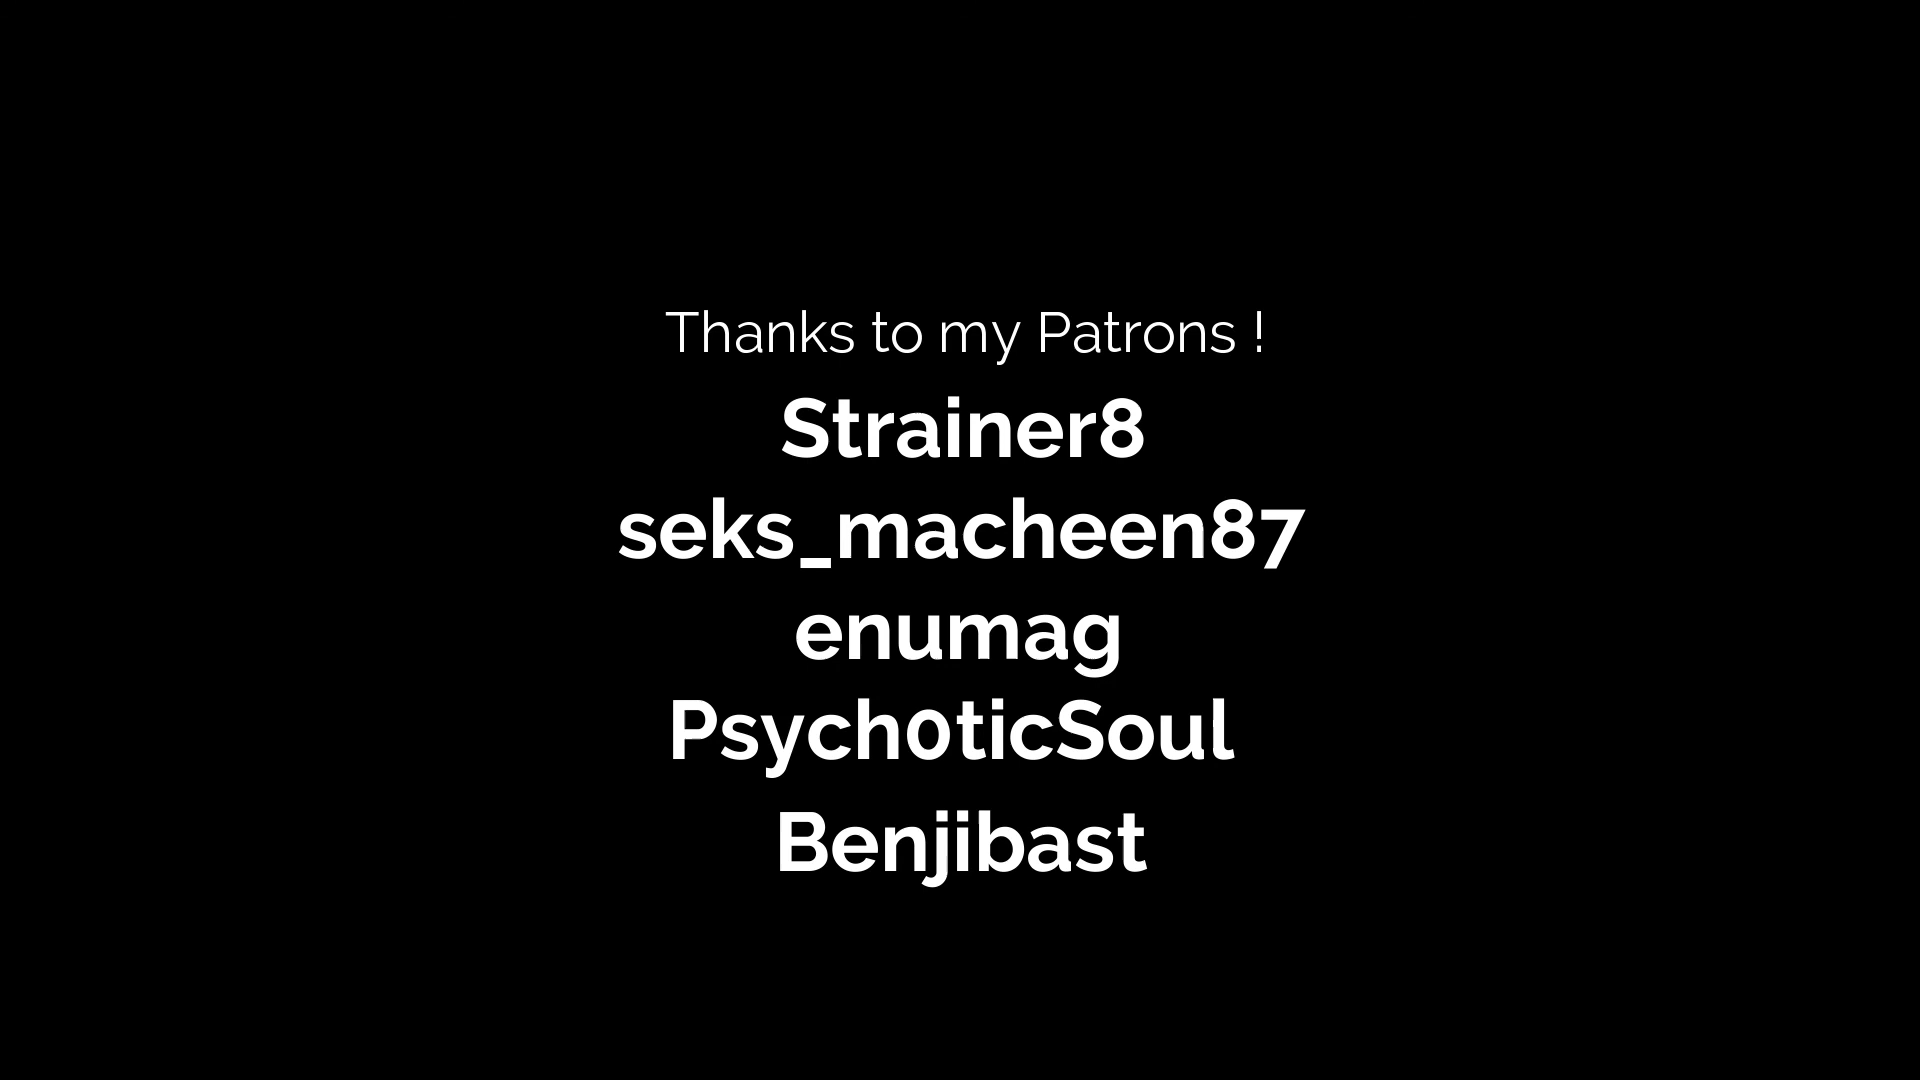 Thanks to my Patrons !
Strainer8
seks_macheen87
enumag
Psych0ticSoul
Benjibast